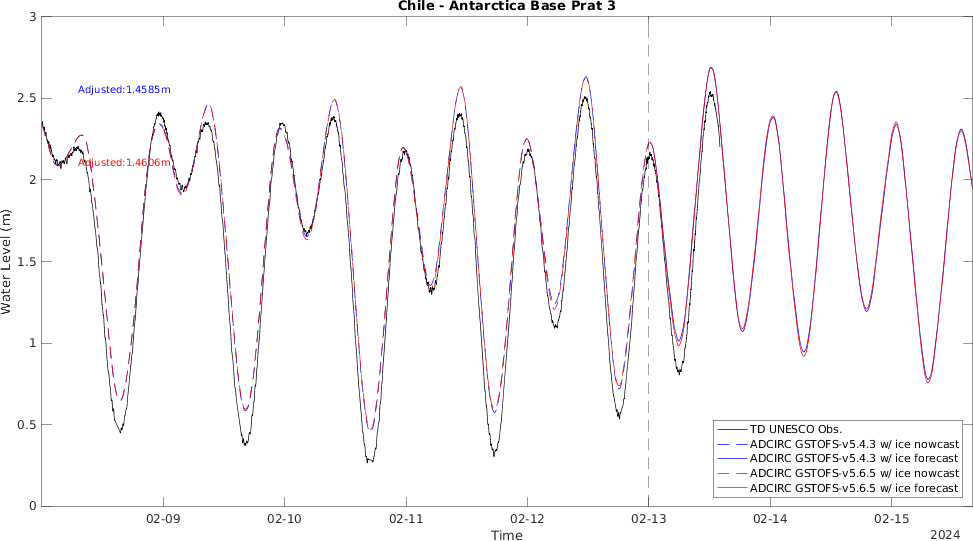 Chile - Antarctica Base Prat 3
3
2.5
2
1.5
1
0.5
0
Water Level (m)
Adjusted:1.4585m
Adjusted:1.4606m
TD UNESCO Obs.
ADCIRC GSTOFS-v5.4.3 w/ ice nowcast
ADCIRC GSTOFS-v5.4.3 w/ ice forecast
ADCIRC GSTOFS-v5.6.5 w/ ice nowcast
ADCIRC GSTOFS-v5.6.5 w/ ice forecast
02-09 02-10 02-11 02-12 02-13 02-14 02-15
Time
2024